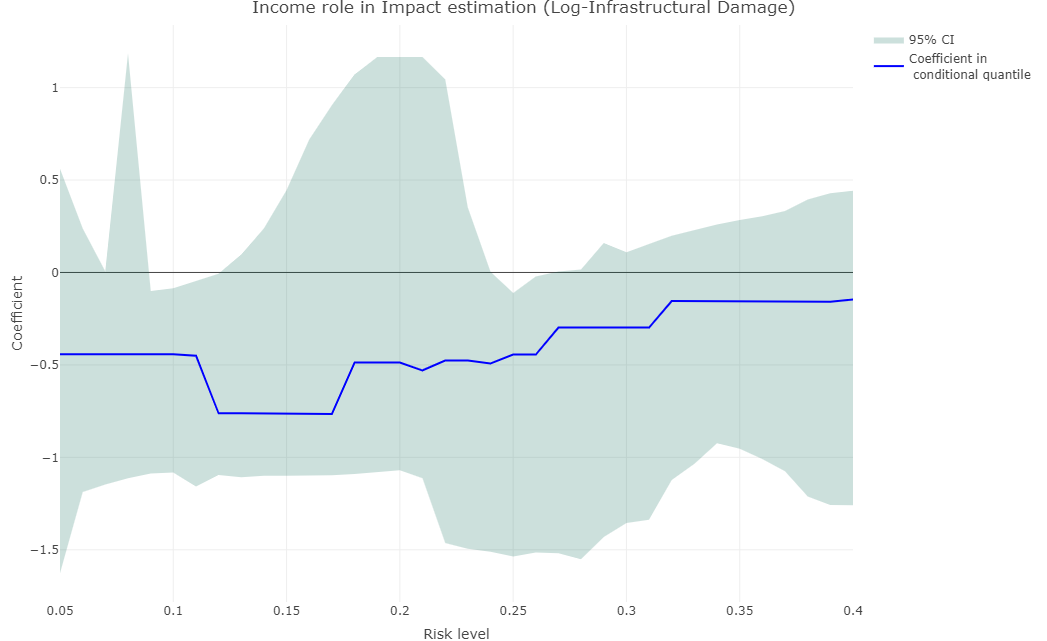 Income role in Impact estimation (Log-Infrastructural Damage)
95% CI
Coefficient in
conditional quantile
1
0.5
0
−0.5
−1
−1.5
Coefficient
0.05 0.1 0.15 0.2 0.25 0.3 0.35 0.4
Risk level